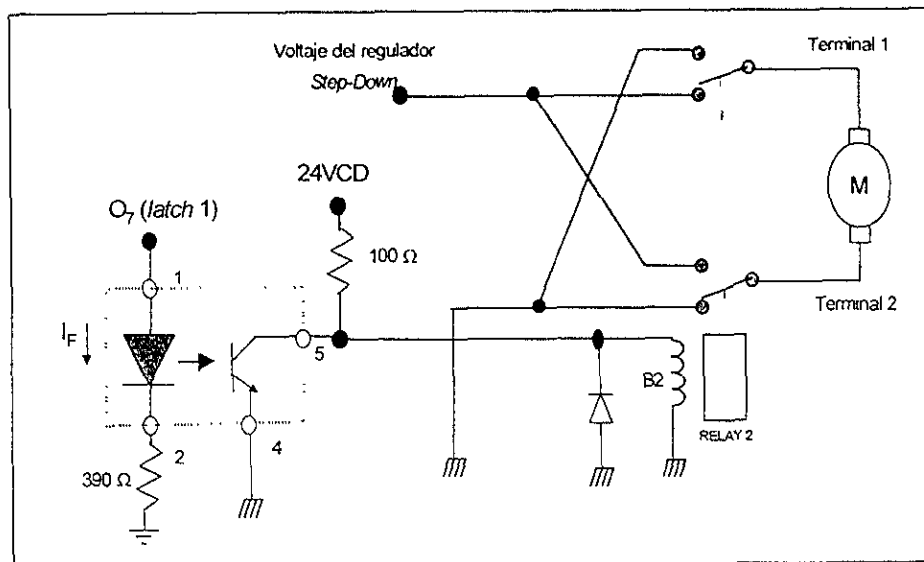 Voltaje del regulador
Step-Down
Terminal 1
24VCD
O7 (latch 1)
100 Ω
M
1
IF
5
Terminal 2
B2
2
4
RELAY 2
390 Ω